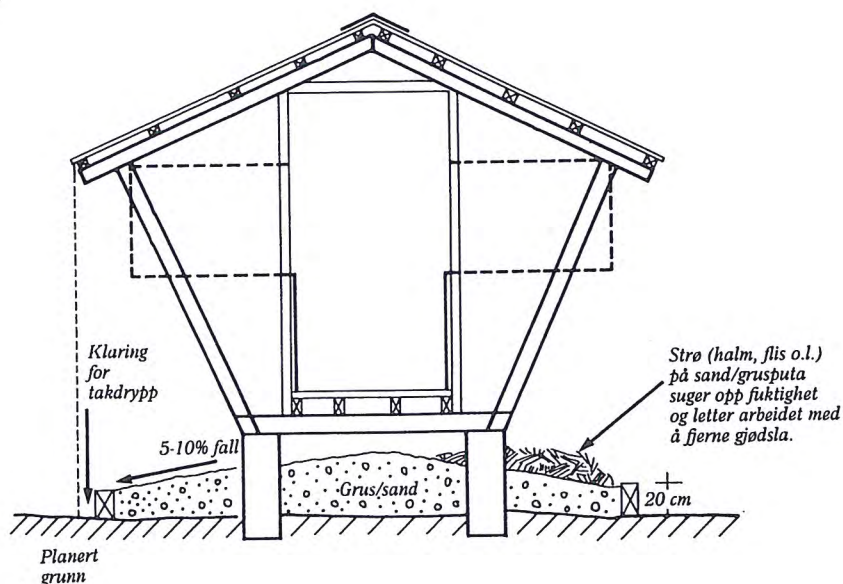 Klaring
for
takdrypp
5-10% fall
Grus/sand
Strø (halm, flis o.l.)
på sand/grusputa
suger opp fuktighet
og letter arbeidet med
å fjerne gjødsla.
20 cm
Planert
grunn